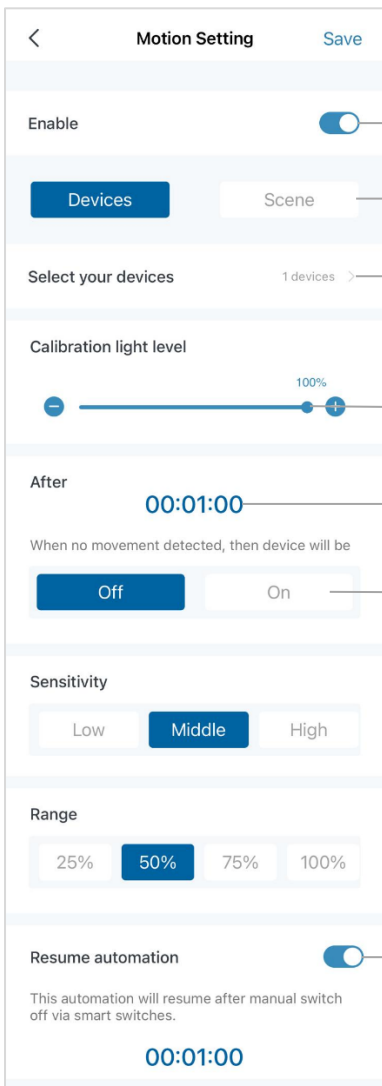 Motion Setting Save
Enable
Devices Scene
Select your devices 1 devices >
Calibration light level
100%
After
00:01:00
When no movement detected, then device will be
Off On
Sensitivity
Low Middle High
Range
25% 50% 75% 100%
Resume automation
This automation will resume after manual switch
off via smart switches.
00:01:00